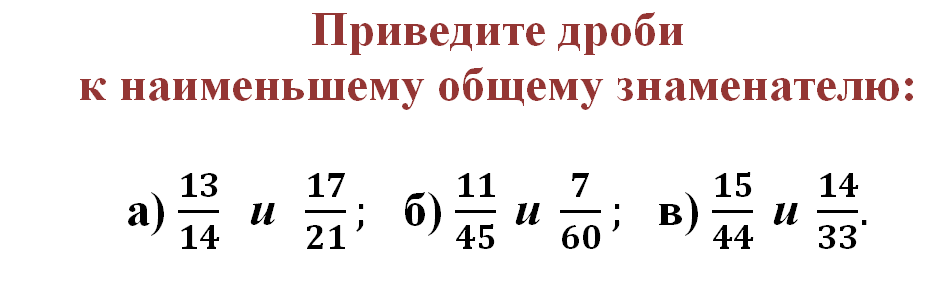 Приведите дроби
к наименьшему общему знаменателю:
а) 13/14 и 17/21; б) 11/45 и 7/60; в) 15/44 и 14/33.